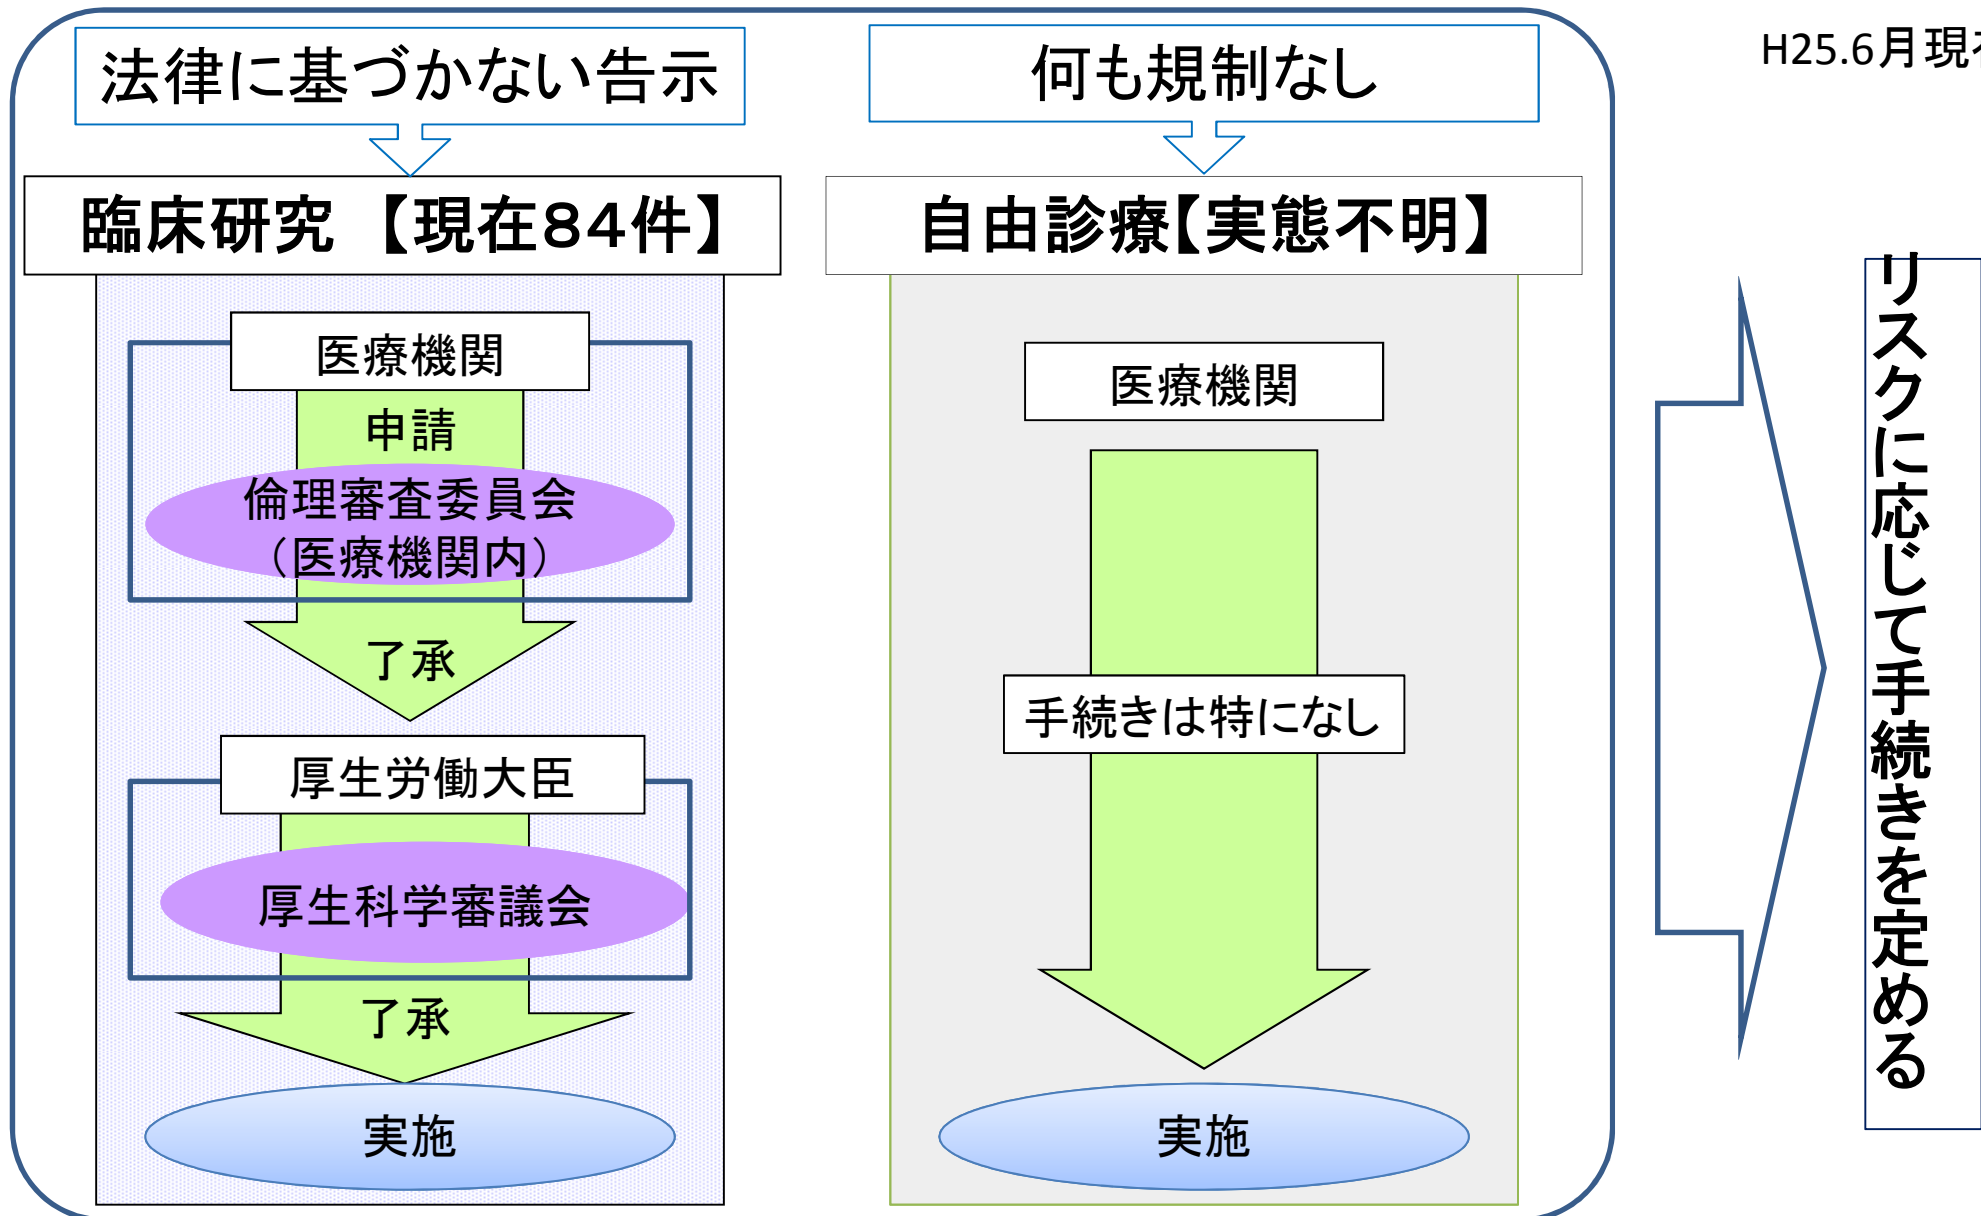 H25.6月現
法律に基づかない告示
何も規制なし
臨床研究 【現在84件】
自由診療【実態不明】
医療機関
申請
倫理審査委員会
（医療機関内）
了承
厚生労働大臣
厚生科学審議会
了承
実施
医療機関
手続きは特になし
実施
リスクに応じて手続きを定める